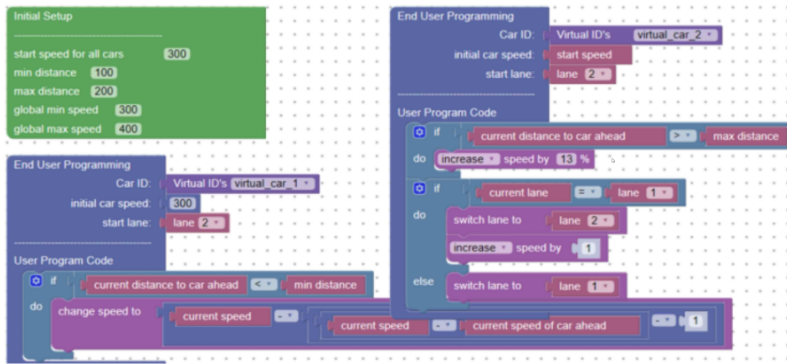 Initial Setup
start speed for all cars 300
min distance 100
max distance 200
global min speed 300
global max speed 400
End User Programming
Car ID: Virtual ID's virtual_car_1
initial car speed: 300
start lane: lane 2
User Program Code
if current distance to car ahead < min distance
do change speed to current speed - current speed - current speed of car ahead - 1
End User Programming
Car ID: Virtual ID's virtual_car_2
initial car speed: start speed
start lane: lane 2
User Program Code
if current distance to car ahead > max distance
do increase speed by 13 %
if current lane = lane 1
do switch lane to lane 2
increase speed by 1
else switch lane to lane 1